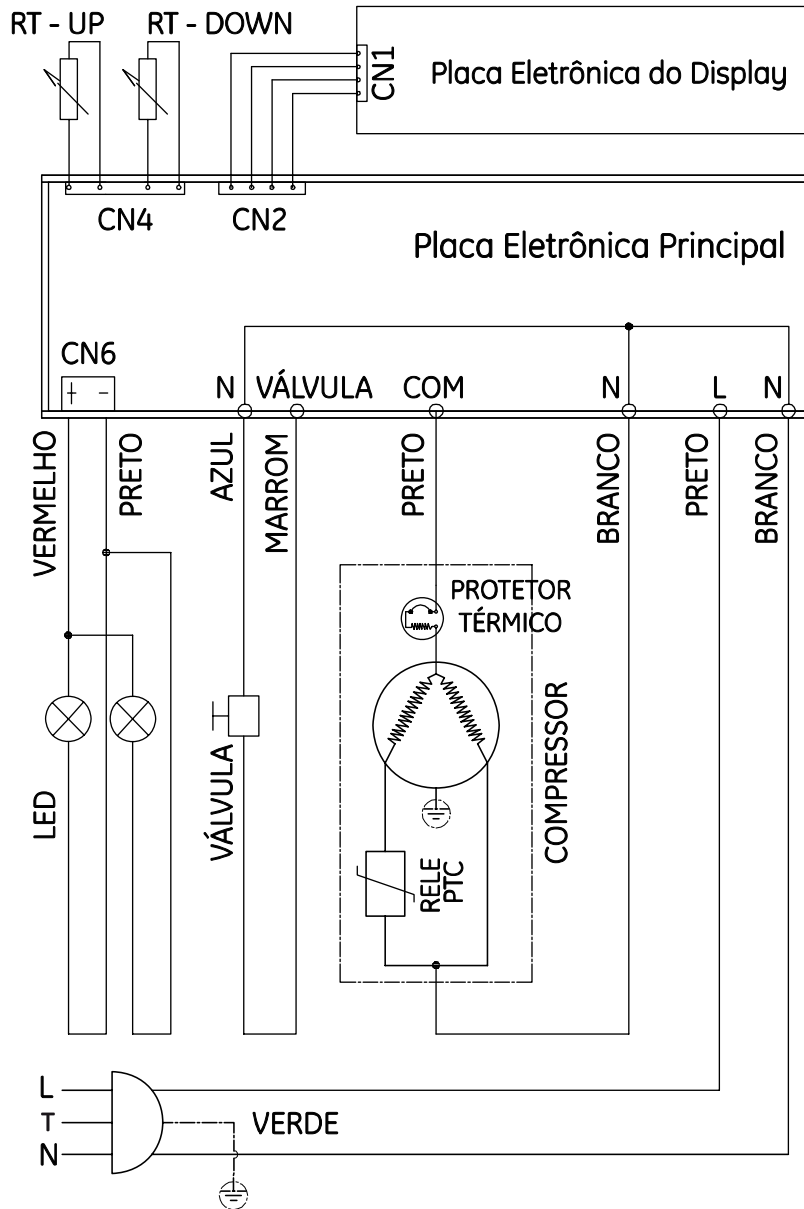 RT - UP
RT - DOWN
CN1
Placa Eletrônica do Display
CN4
CN2
Placa Eletrônica Principal
CN6
+ -
N
VÁLVULA
COM
N
L
N
VERMELHO
PRETO
AZUL
MARROM
PRETO
BRANCO
PRETO
BRANCO
PROTETOR
TÉRMICO
COMPRESSOR
LED
VÁLVULA
RELE
PTC
L
T
N
VERDE